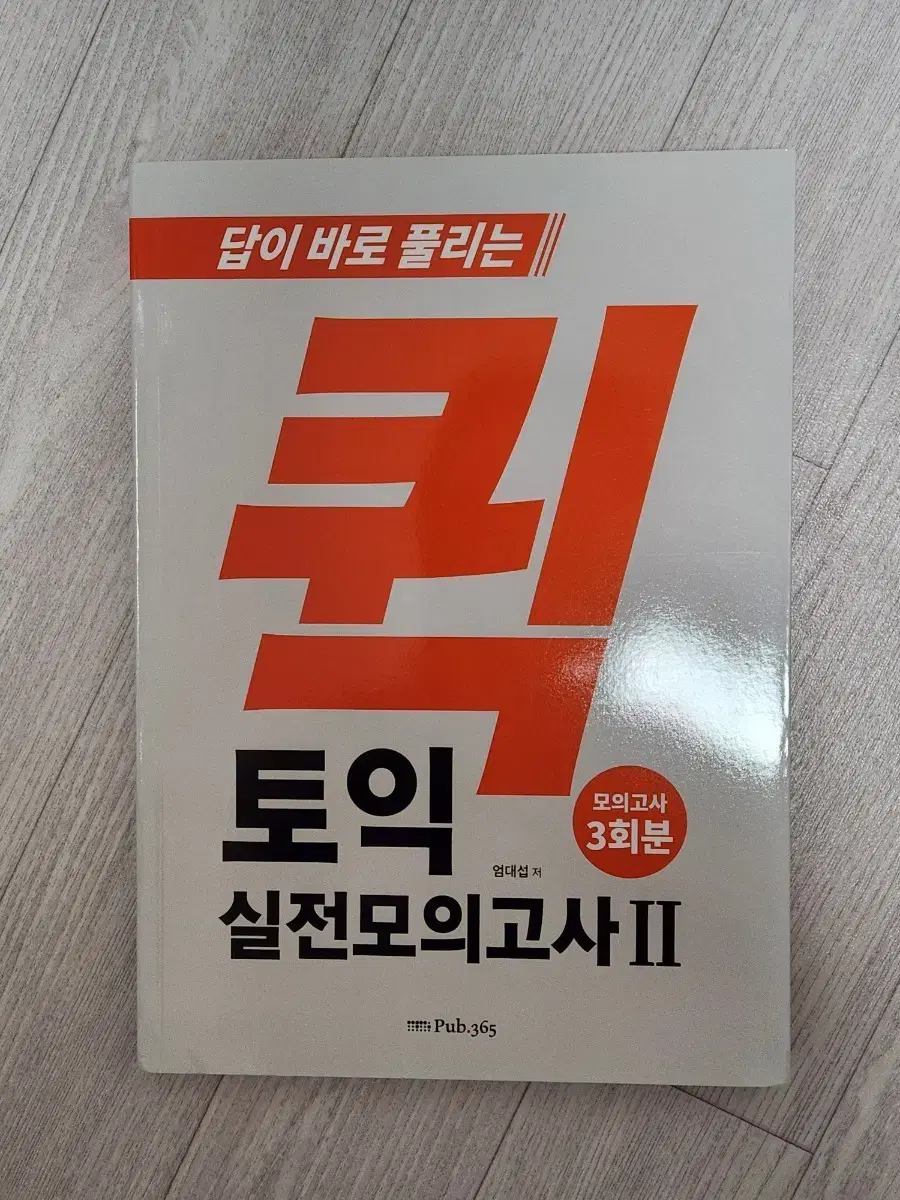 답이 바로 풀리는
퀵
토익
모의고사
3회분
엄대섭 저
실전모의고사 II
Pub.365